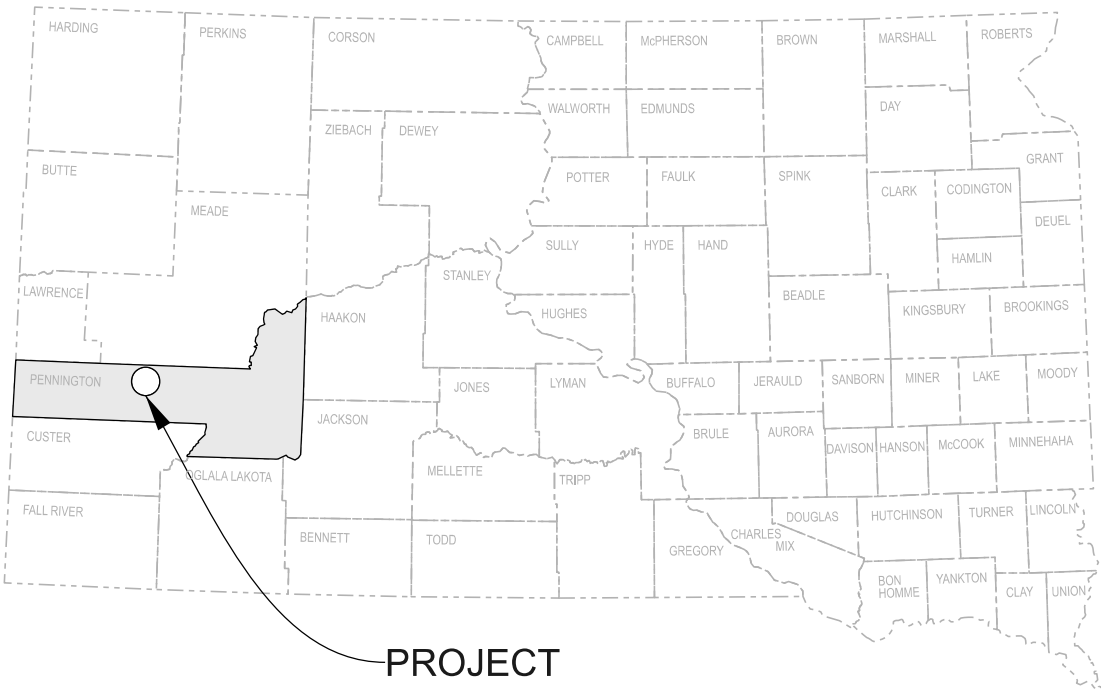 HARDING
PERKINS
CORSON
CAMPBELL
McPHERSON
BROWN
MARSHALL
ROBERTS
WALWORTH
EDMUNDS
DAY
ZIEBACH
DEWEY
GRANT
BUTTE
POTTER
FAULK
SPINK
CLARK
CODINGTON
MEADE
DEUEL
SULLY
HYDE
HAND
HAMLIN
STANLEY
LAWRENCE
BEADLE
HAAKON
HUGHES
KINGSBURY
BROOKINGS
PENNINGTON
JONES
LYMAN
BUFFALO
JERAULD
SANBORN
MINER
LAKE
MOODY
JACKSON
CUSTER
BRULE
AURORA
DAVISON
HANSON
McCOOK
MINNEHAHA
OGLALA LAKOTA
MELLETTE
TRIPP
FALL RIVER
DOUGLAS
HUTCHINSON
TURNER
LINCOLN
BENNETT
TODD
GREGORY
CHARLES
MIX
BON
HOMME
YANKTON
CLAY
UNION
PROJECT